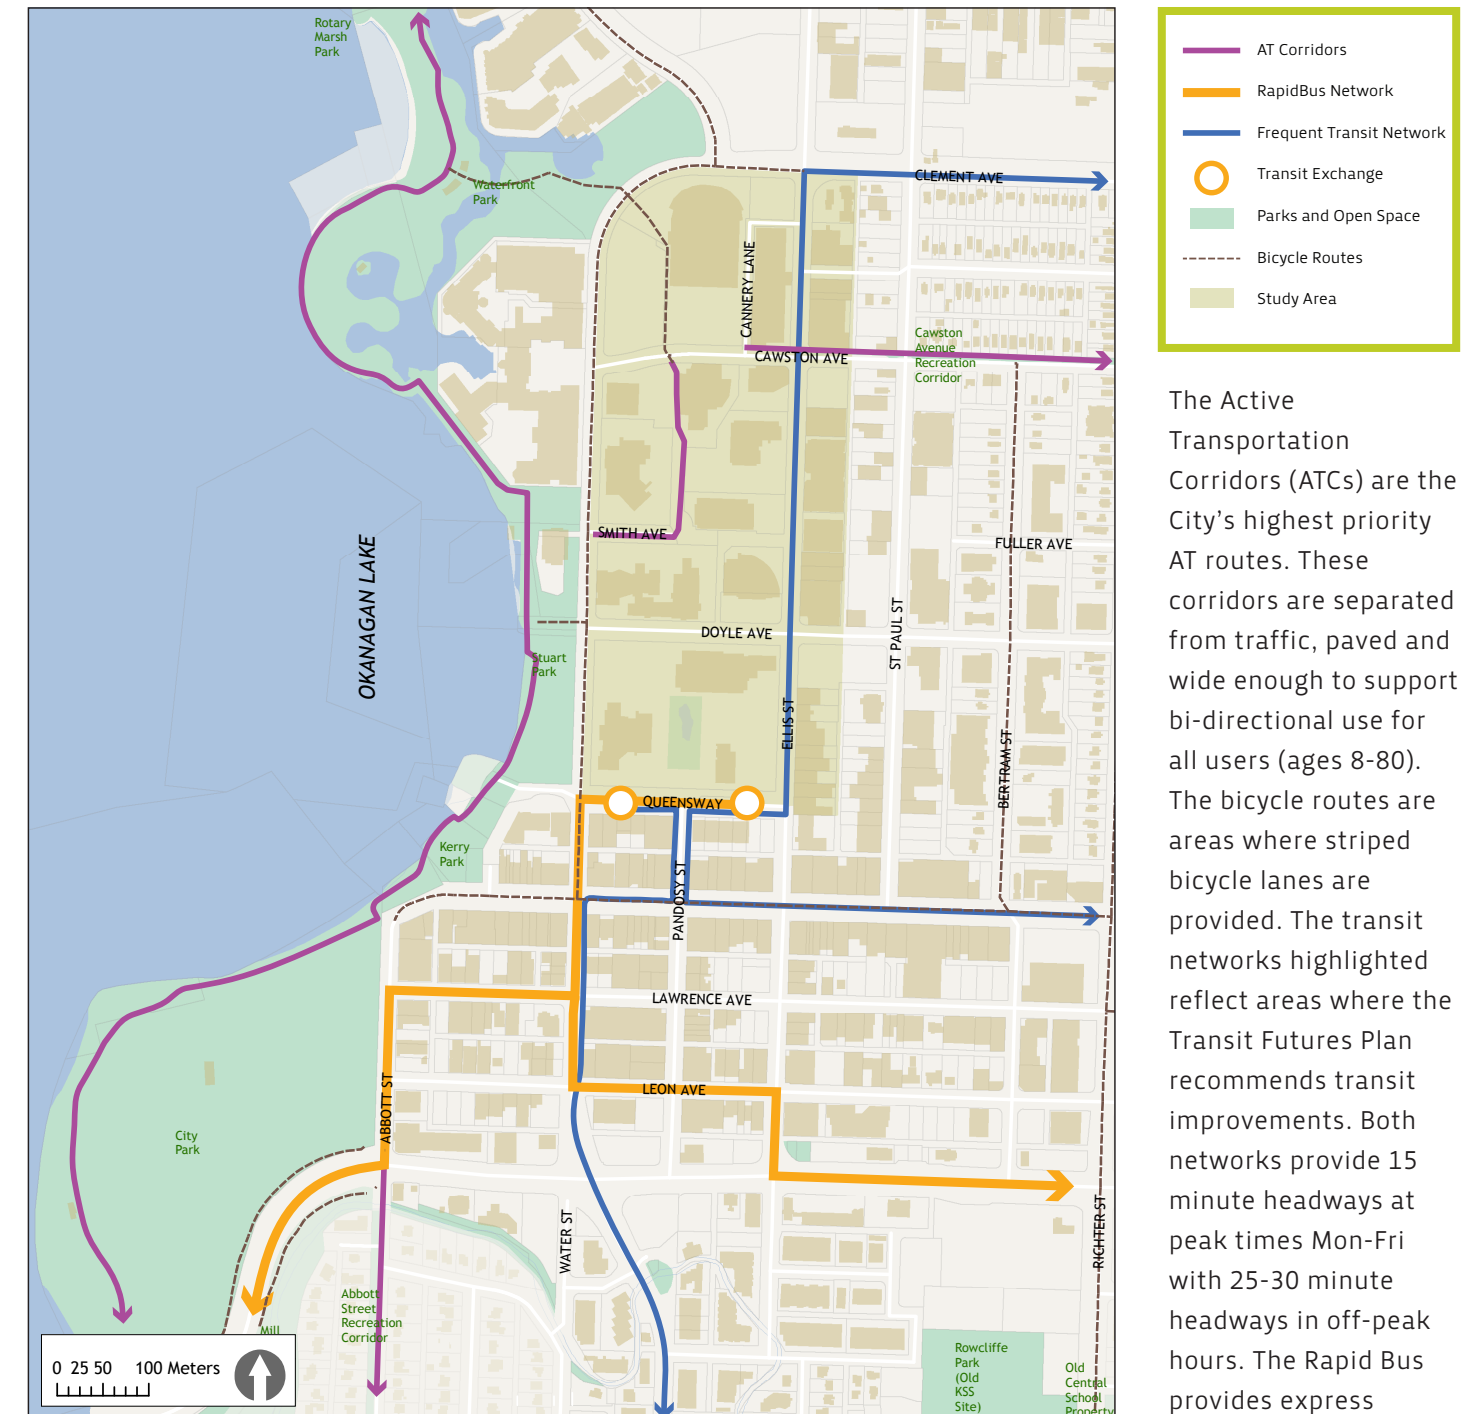 Rotary
Marsh
Park
Waterfront
Park
CLEMENT AVE
CANNERY LANE
CAWSTON AVE
Cawston
Avenue
Recreation
Corridor
SMITH AVE
FULLER AVE
OKANAGAN LAKE
DOYLE AVE
ST PAUL ST
Stuart
Park
ELLIS ST
BERTRAM ST
QUEENSWAY
Kerry
Park
PANDOSY ST
LAWRENCE AVE
LEON AVE
ABBOTT ST
City
Park
WATER ST
RICHTER ST
Abbott
Street
Recreation
Corridor
Mill
Rowcliffe
Park
(Old
KSS
Site)
Old
Central
School
Property
0 25 50 100 Meters
AT Corridors
RapidBus Network
Frequent Transit Network
Transit Exchange
Parks and Open Space
Bicycle Routes
Study Area
The Active
Transportation
Corridors (ATCs) are the
City’s highest priority
AT routes. These
corridors are separated
from traffic, paved and
wide enough to support
bi-directional use for
all users (ages 8-80).
The bicycle routes are
areas where striped
bicycle lanes are
provided. The transit
networks highlighted
reflect areas where the
Transit Futures Plan
recommends transit
improvements. Both
networks provide 15
minute headways at
peak times Mon-Fri
with 25-30 minute
headways in off-peak
hours. The Rapid Bus
provides express